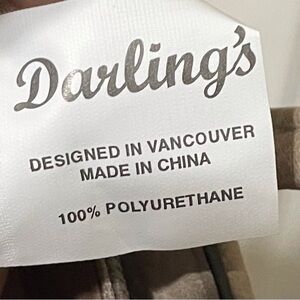 Darling's
DESIGNED IN VANCOUVER
MADE IN CHINA
100% POLYURETHANE